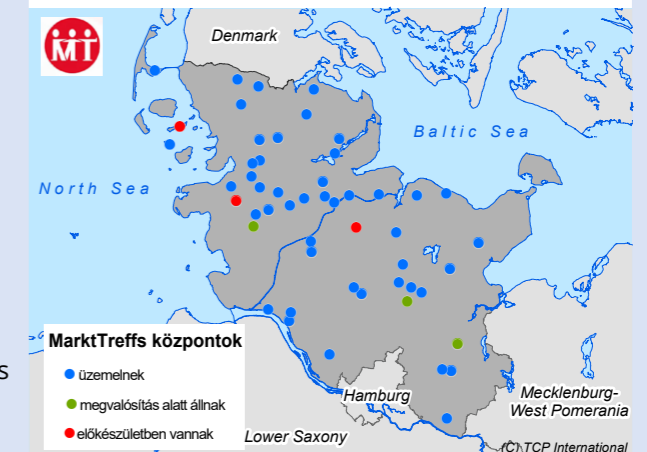 MT
Denmark
Baltic Sea
North Sea
MarktTreffs központok
üzemelnek
megvalósítás alatt állnak
előkészületben vannak
s
Hamburg
Mecklenburg-
West Pomerania
Lower Saxony
(C) TCP International